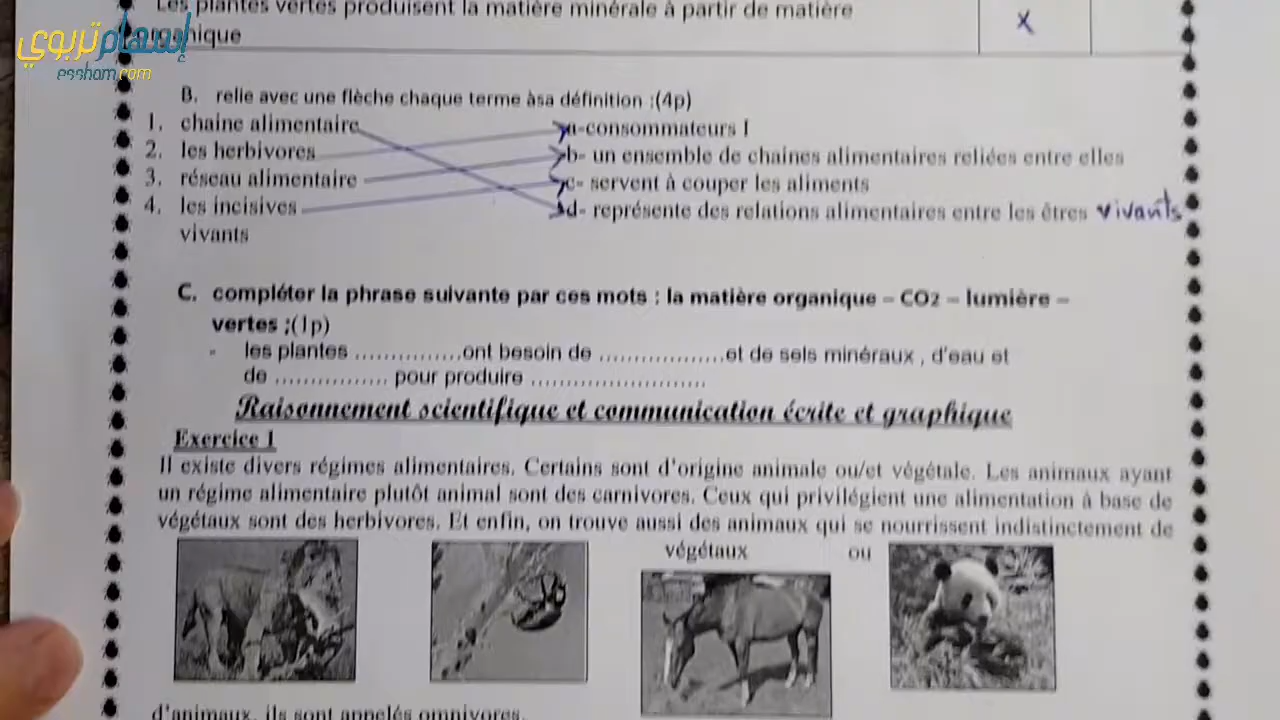 Les plantes vertes produisent la matière minérale à partir de matière
organique
x
إسهام تربوي
essham.com
B. relie avec une flèche chaque terme àsa définition :(4p)
1. chaine alimentaire
a-consommateurs I
2. les herbivores
b- un ensemble de chaines alimentaires reliées entre elles
3. réseau alimentaire
c- servent à couper les aliments
4. les incisives
d- représente des relations alimentaires entre les êtres vivants
vivants
C. compléter la phrase suivante par ces mots : la matière organique – CO2 – lumière –
vertes :(1p)
- les plantes ...............ont besoin de ..................et de sels minéraux , d'eau et
de ................ pour produire .........................
Raisonnement scientifique et communication écrite et graphique
Exercice 1
Il existe divers régimes alimentaires. Certains sont d'origine animale ou/et végétale. Les animaux ayant
un régime alimentaire plutôt animal sont des carnivores. Ceux qui privilégient une alimentation à base de
végétaux sont des herbivores. Et enfin, on trouve aussi des animaux qui se nourrissent indistinctement de
végétaux ou
d'animaux, ils sont appelés omnivores.